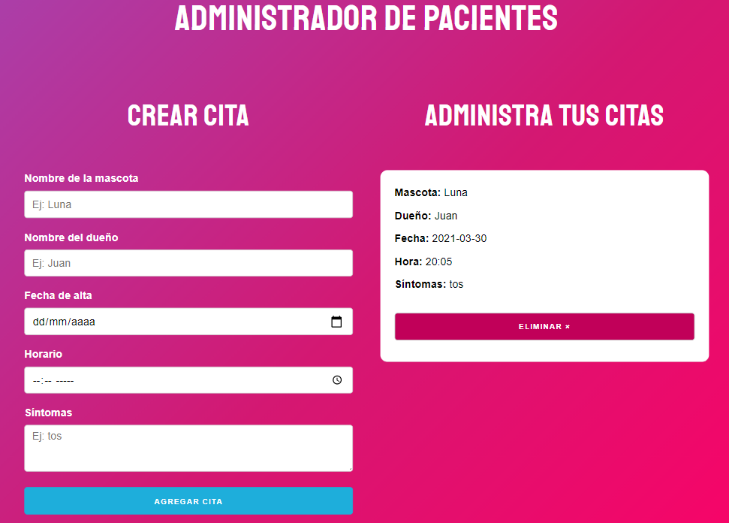 ADMINISTRADOR DE PACIENTES
CREAR CITA
Nombre de la mascota
Ej: Luna
Nombre del dueño
Ej: Juan
Fecha de alta
dd/mm/aaaa
Horario
--:-- -----
Síntomas
Ej: tos
AGREGAR CITA
ADMINISTRA TUS CITAS
Mascota: Luna
Dueño: Juan
Fecha: 2021-03-30
Hora: 20:05
Síntomas: tos
ELIMINAR ×